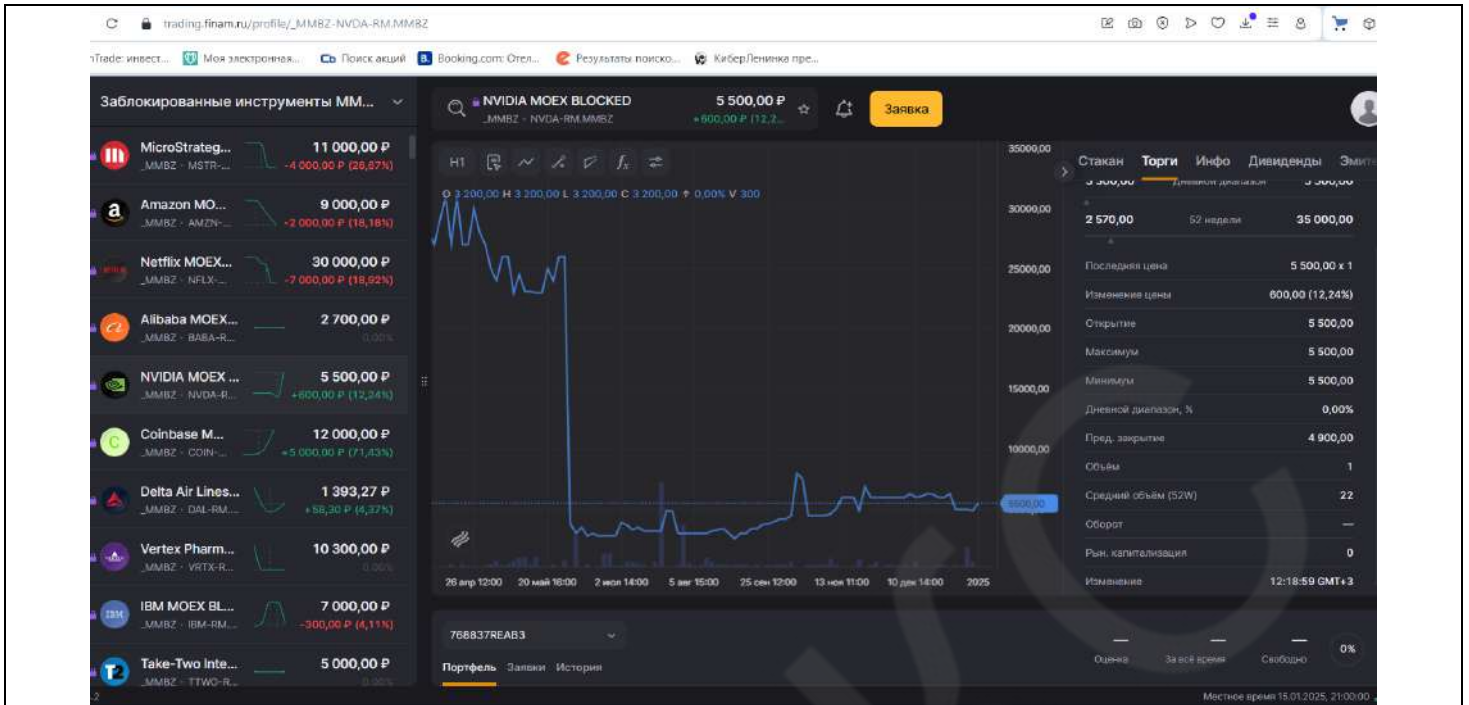 trading.finam.ru/profile/_MMBZ-NVDA-RM.MMBZ
nTrade: инвест... Моя электронная... Сь Поиск акций B. Booking.com: Отел... Результаты поиско... КиберЛенинка пре...
Заблокированные инструменты ММ...
NVIDIA MOEX BLOCKED 5 500,00 ₽
_MMBZ - NVDA-RM.MMBZ +600,00 ₽ (12,2...
Заявка
MicroStrateg... 11 000,00 ₽
_MMBZ - MSTR-... -4 000,00 ₽ (26,67%)
Amazon MO... 9 000,00 ₽
_MMBZ - AMZN-... -2 000,00 ₽ (18,18%)
Netflix MOEX... 30 000,00 ₽
_MMBZ - NFLX-... -7 000,00 ₽ (18,92%)
Alibaba MOEX... 2 700,00 ₽
_MMBZ - BABA-R... 0,00%
NVIDIA MOEX ... 5 500,00 ₽
_MMBZ - NVDA-R... +600,00 ₽ (12,24%)
Coinbase M... 12 000,00 ₽
_MMBZ - COIN-... +5 000,00 ₽ (71,43%)
Delta Air Lines... 1 393,27 ₽
_MMBZ - DAL-RM.... +58,30 ₽ (4,37%)
Vertex Pharm... 10 300,00 ₽
_MMBZ - VRTX-R... 0,00%
IBM MOEX BL... 7 000,00 ₽
_MMBZ - IBM-RM.... -300,00 ₽ (4,11%)
Take-Two Inte... 5 000,00 ₽
_MMBZ - TTWO-R... 0,00%
H1
O 3 200,00 H 3 200,00 L 3 200,00 C 3 200,00 0,00% V 300
35000,00
30000,00
25000,00
20000,00
15000,00
10000,00
5500,00
26 апр 12:00 20 май 16:00 2 июл 14:00 5 авг 15:00 25 сен 12:00 13 ноя 11:00 10 дек 14:00 2025
768837REAB3
Портфель Заявки История
Стакан Торги Инфо Дивиденды Эмит
Дневной диапазон
2 570,00 52 недели 35 000,00
Последняя цена 5 500,00 x 1
Изменение цены 600,00 (12,24%)
Открытие 5 500,00
Максимум 5 500,00
Минимум 5 500,00
Дневной диапазон, % 0,00%
Пред. закрытие 4 900,00
Объём 1
Средний объём (52W) 22
Оборот —
Рын. капитализация 0
Изменение 12:18:59 GMT+3
— — — 0%
Оценка За всё время Свободно
Местное время 15.01.2025, 21:00:00